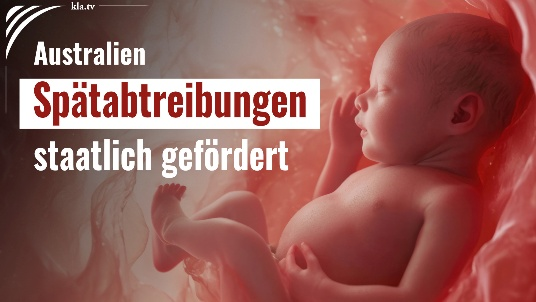 kla.tv
Australien
Spätabtreibungen
staatlich gefördert